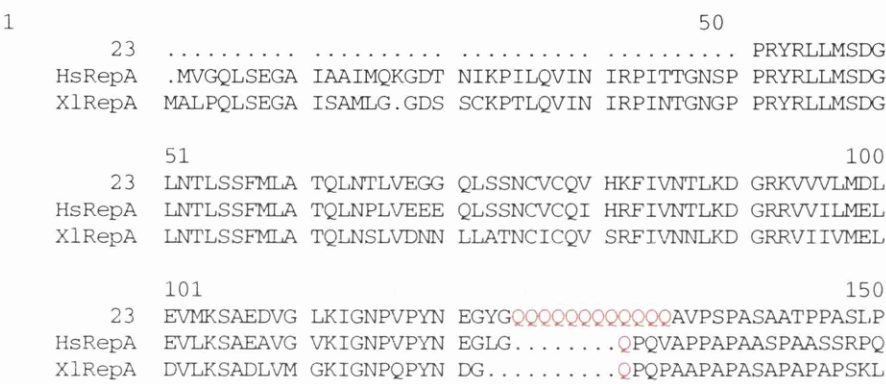 1 50
23 .......... .......... .......... .......... PRYRLLMSDG
HsRepA .MVGQLSEGA IAAIMQKGDT NIKPILQVIN IRPITTGNSP PRYRLLMSDG
XlRepA MALPQLSEGA ISAMLG.GDS SCKPTLQVIN IRPINTGNGP PRYRLLMSDG
51 100
23 LNTLSSFMLA TQLNTLVEGG QLSSNCVCQV HKFIVNTLKD GRKVVVLMDL
HsRepA LNTLSSFMLA TQLNPLVEEE QLSSNCVCQI HRFIVNTLKD GRRVVILMEL
XlRepA LNTLSSFMLA TQLNSLVDNN LLATNCICQV SRFIVNNLKD GRRVIIVMEL
101 150
23 EVMKSAEDVG LKIGNPVPYN EGYGQQQQQQQQQQQQAVPSPASAATPPASLP
HsRepA EVLKSAEAVG VKIGNPVPYN EGLG........QPQVAPPAPAASPAASSRPQ
XlRepA DVLKSADLVM GKIGNPQPYN DG..........QPQPAAPAPASAPAPAPSKL